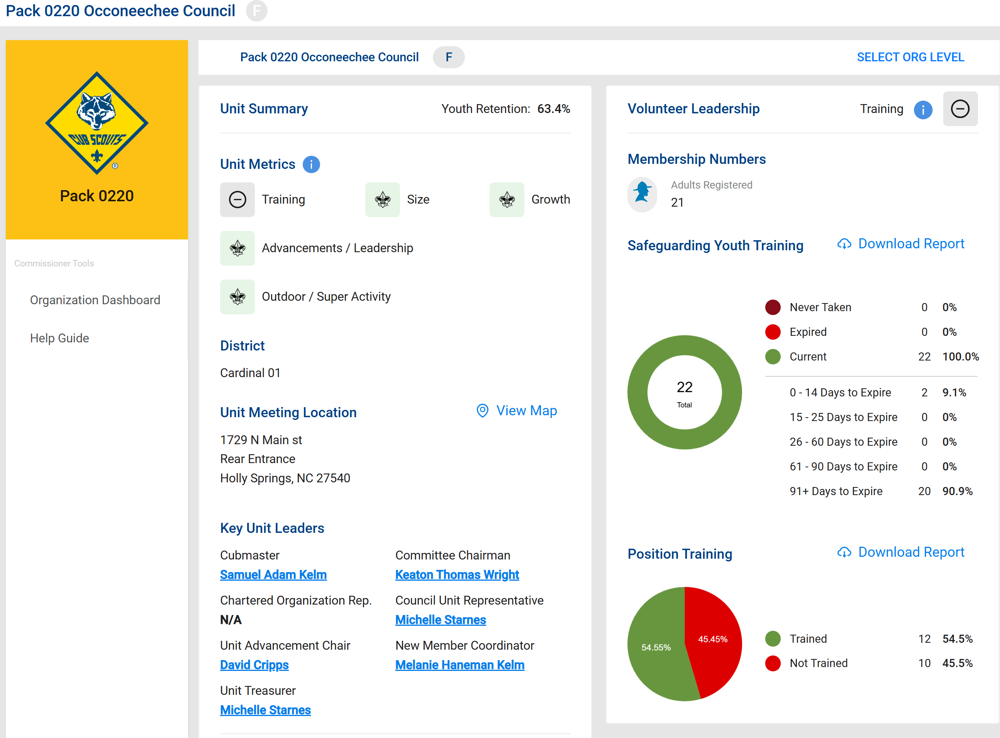 Pack 0220 Occoneechee Council F
CUB SCOUTS
®
Pack 0220
Commissioner Tools
Organization Dashboard
Help Guide
Pack 0220 Occoneechee Council F
SELECT ORG LEVEL
Unit Summary
Youth Retention: 63.4%
Unit Metrics i
Training
Size
Growth
Advancements / Leadership
Outdoor / Super Activity
District
Cardinal 01
Unit Meeting Location
View Map
1729 N Main st
Rear Entrance
Holly Springs, NC 27540
Key Unit Leaders
Cubmaster
Samuel Adam Kelm
Committee Chairman
Keaton Thomas Wright
Chartered Organization Rep.
N/A
Council Unit Representative
Michelle Starnes
Unit Advancement Chair
David Cripps
New Member Coordinator
Melanie Haneman Kelm
Unit Treasurer
Michelle Starnes
Volunteer Leadership
Training i
Membership Numbers
Adults Registered
21
Safeguarding Youth Training
Download Report
22
Total
Never Taken 0 0%
Expired 0 0%
Current 22 100.0%
0 - 14 Days to Expire 2 9.1%
15 - 25 Days to Expire 0 0%
26 - 60 Days to Expire 0 0%
61 - 90 Days to Expire 0 0%
91+ Days to Expire 20 90.9%
Position Training
Download Report
54.55%
45.45%
Trained 12 54.5%
Not Trained 10 45.5%